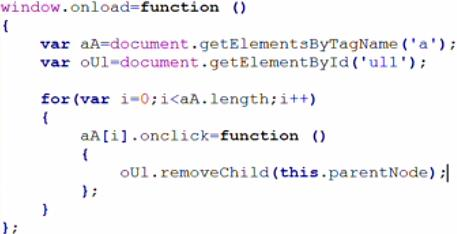 window.onload=function ()
{
    var aA=document.getElementsByTagName('a');
    var oUl=document.getElementById('ul1');

    for(var i=0;i<aA.length;i++)
    {
        aA[i].onclick=function ()
        {
            oUl.removeChild(this.parentNode);
        };
    }
};